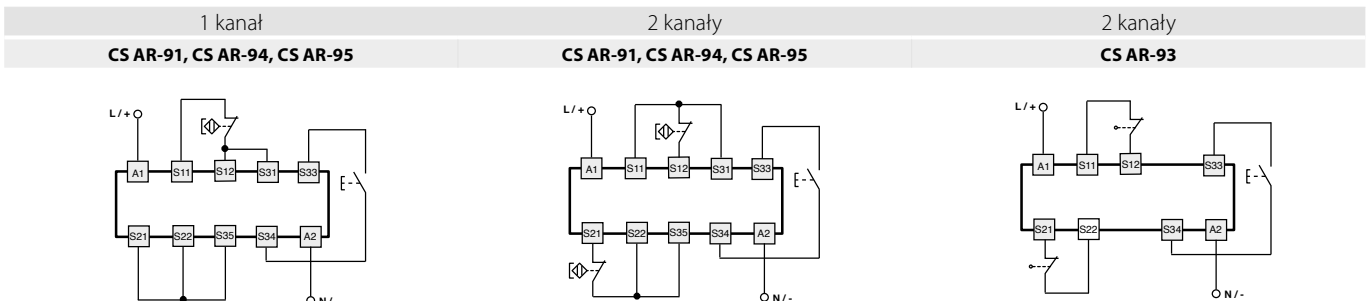 1 kanał
2 kanały
2 kanały
CS AR-91, CS AR-94, CS AR-95
CS AR-91, CS AR-94, CS AR-95
CS AR-93
L / +
A1 S11 S12 S31 S33
S21 S22 S35 S34 A2
N / -
L / +
A1 S11 S12 S31 S33
S21 S22 S35 S34 A2
N / -
L / +
A1 S11 S12 S33
S21 S22 S34 A2
N / -